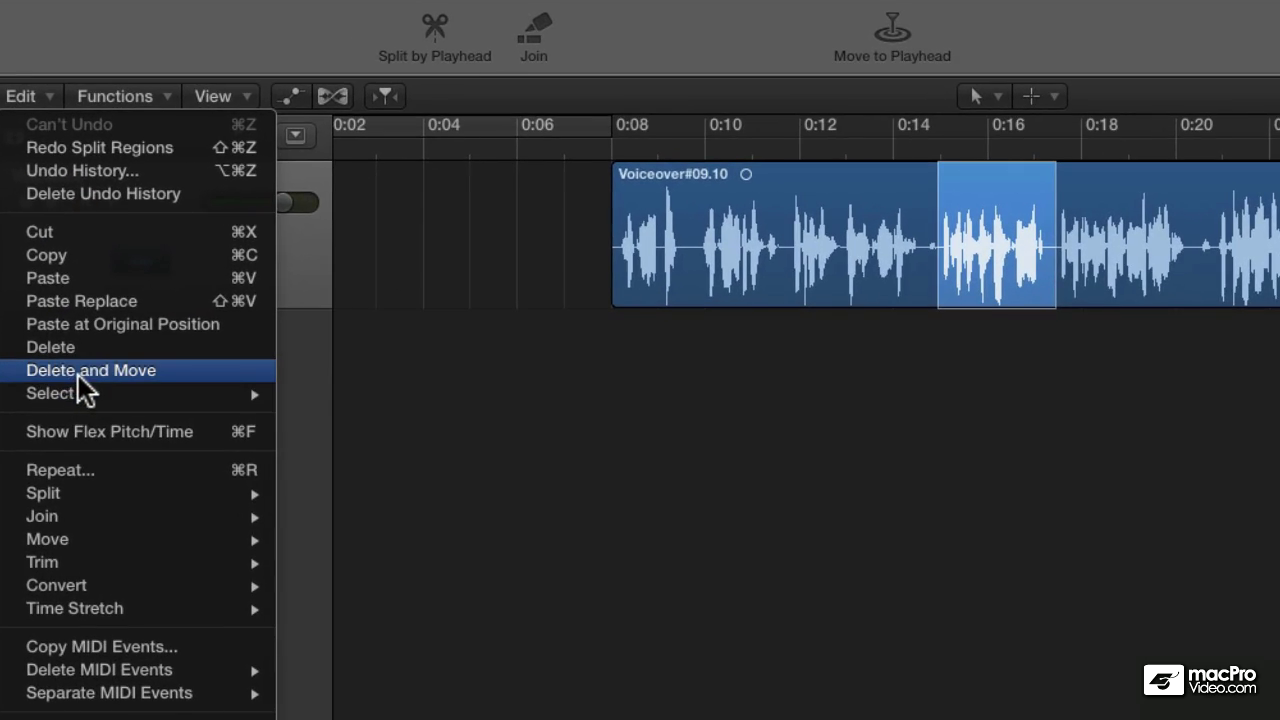 Split by Playhead
Join
Move to Playhead
Edit
Functions
View
Can't Undo ⌘Z
Redo Split Regions ⇧⌘Z
Undo History... ⌥⌘Z
Delete Undo History
Cut ⌘X
Copy ⌘C
Paste ⌘V
Paste Replace ⇧⌘V
Paste at Original Position
Delete
Delete and Move
Select
Show Flex Pitch/Time ⌘F
Repeat... ⌘R
Split
Join
Move
Trim
Convert
Time Stretch
Copy MIDI Events...
Delete MIDI Events
Separate MIDI Events
0:02 0:04 0:06 0:08 0:10 0:12 0:14 0:16 0:18 0:20
Voiceover#09.10
macPro
Video.com